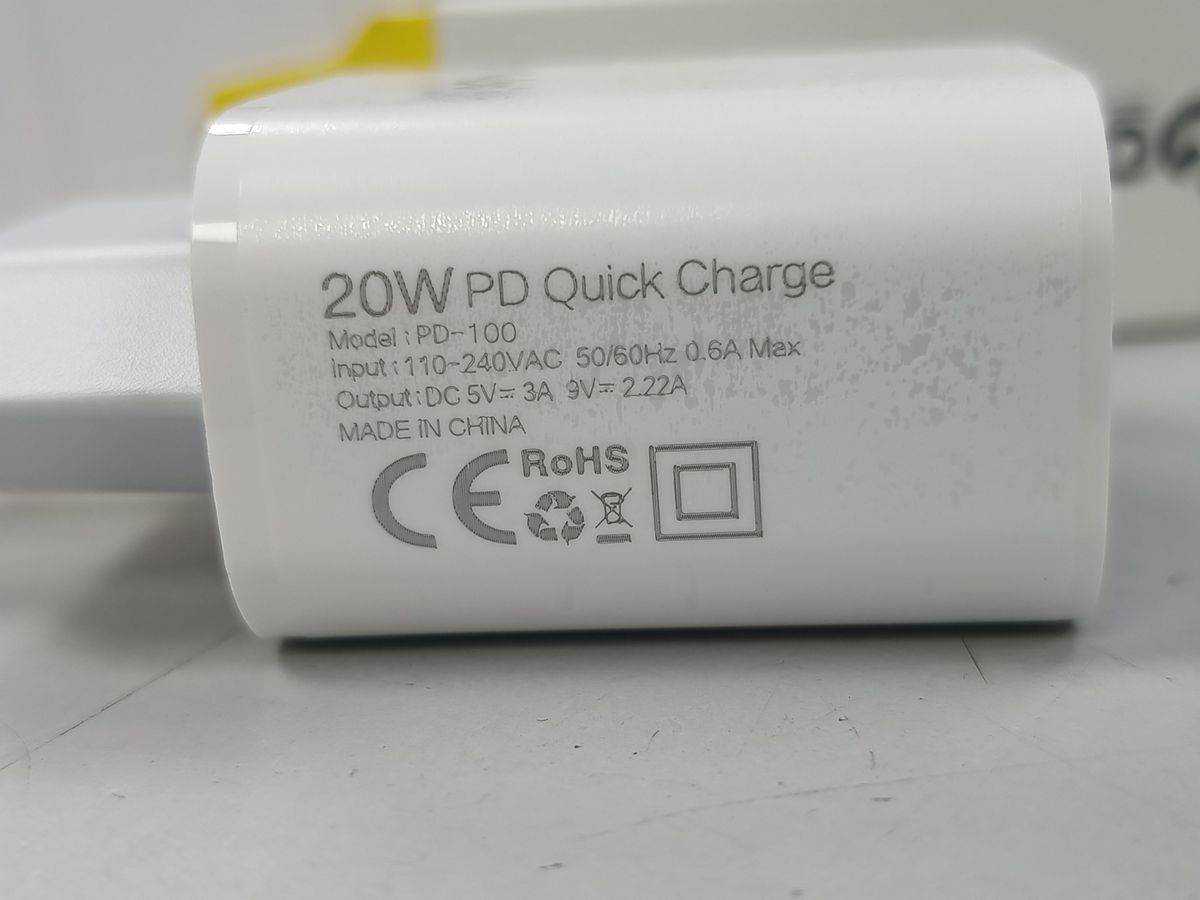 20W PD Quick Charge
Model : PD-100
Input : 110-240VAC 50/60Hz 0.6A Max
Output : DC 5V⎓ 3A 9V⎓ 2.22A
MADE IN CHINA
CE RoHS